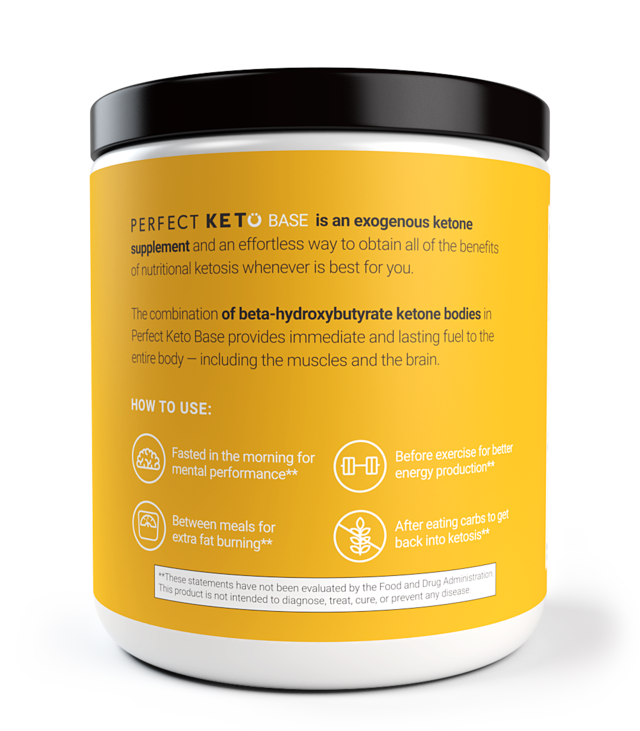 PERFECT KETO BASE is an exogenous ketone
supplement and an effortless way to obtain all of the benefits
of nutritional ketosis whenever is best for you.
The combination of beta-hydroxybutyrate ketone bodies in
Perfect Keto Base provides immediate and lasting fuel to the
entire body — including the muscles and the brain.
HOW TO USE:
Fasted in the morning for
mental performance**
Before exercise for better
energy production**
Between meals for
extra fat burning**
After eating carbs to get
back into ketosis**
**These statements have not been evaluated by the Food and Drug Administration.
This product is not intended to diagnose, treat, cure, or prevent any disease.